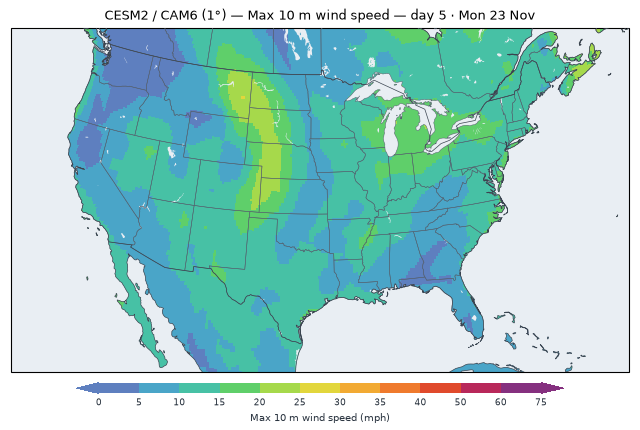 CESM2 / CAM6 (1°) — Max 10 m wind speed — day 5 · Mon 23 Nov
0 5 10 15 20 25 30 35 40 50 60 75
Max 10 m wind speed (mph)